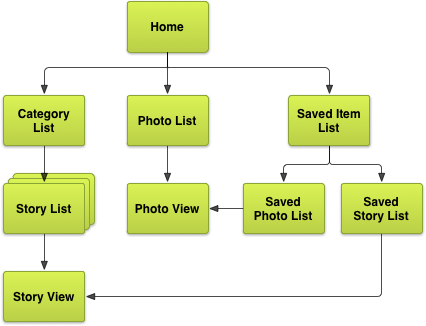 Home
Category
List
Photo List
Saved Item
List
Story List
Photo View
Saved
Photo List
Saved
Story List
Story View